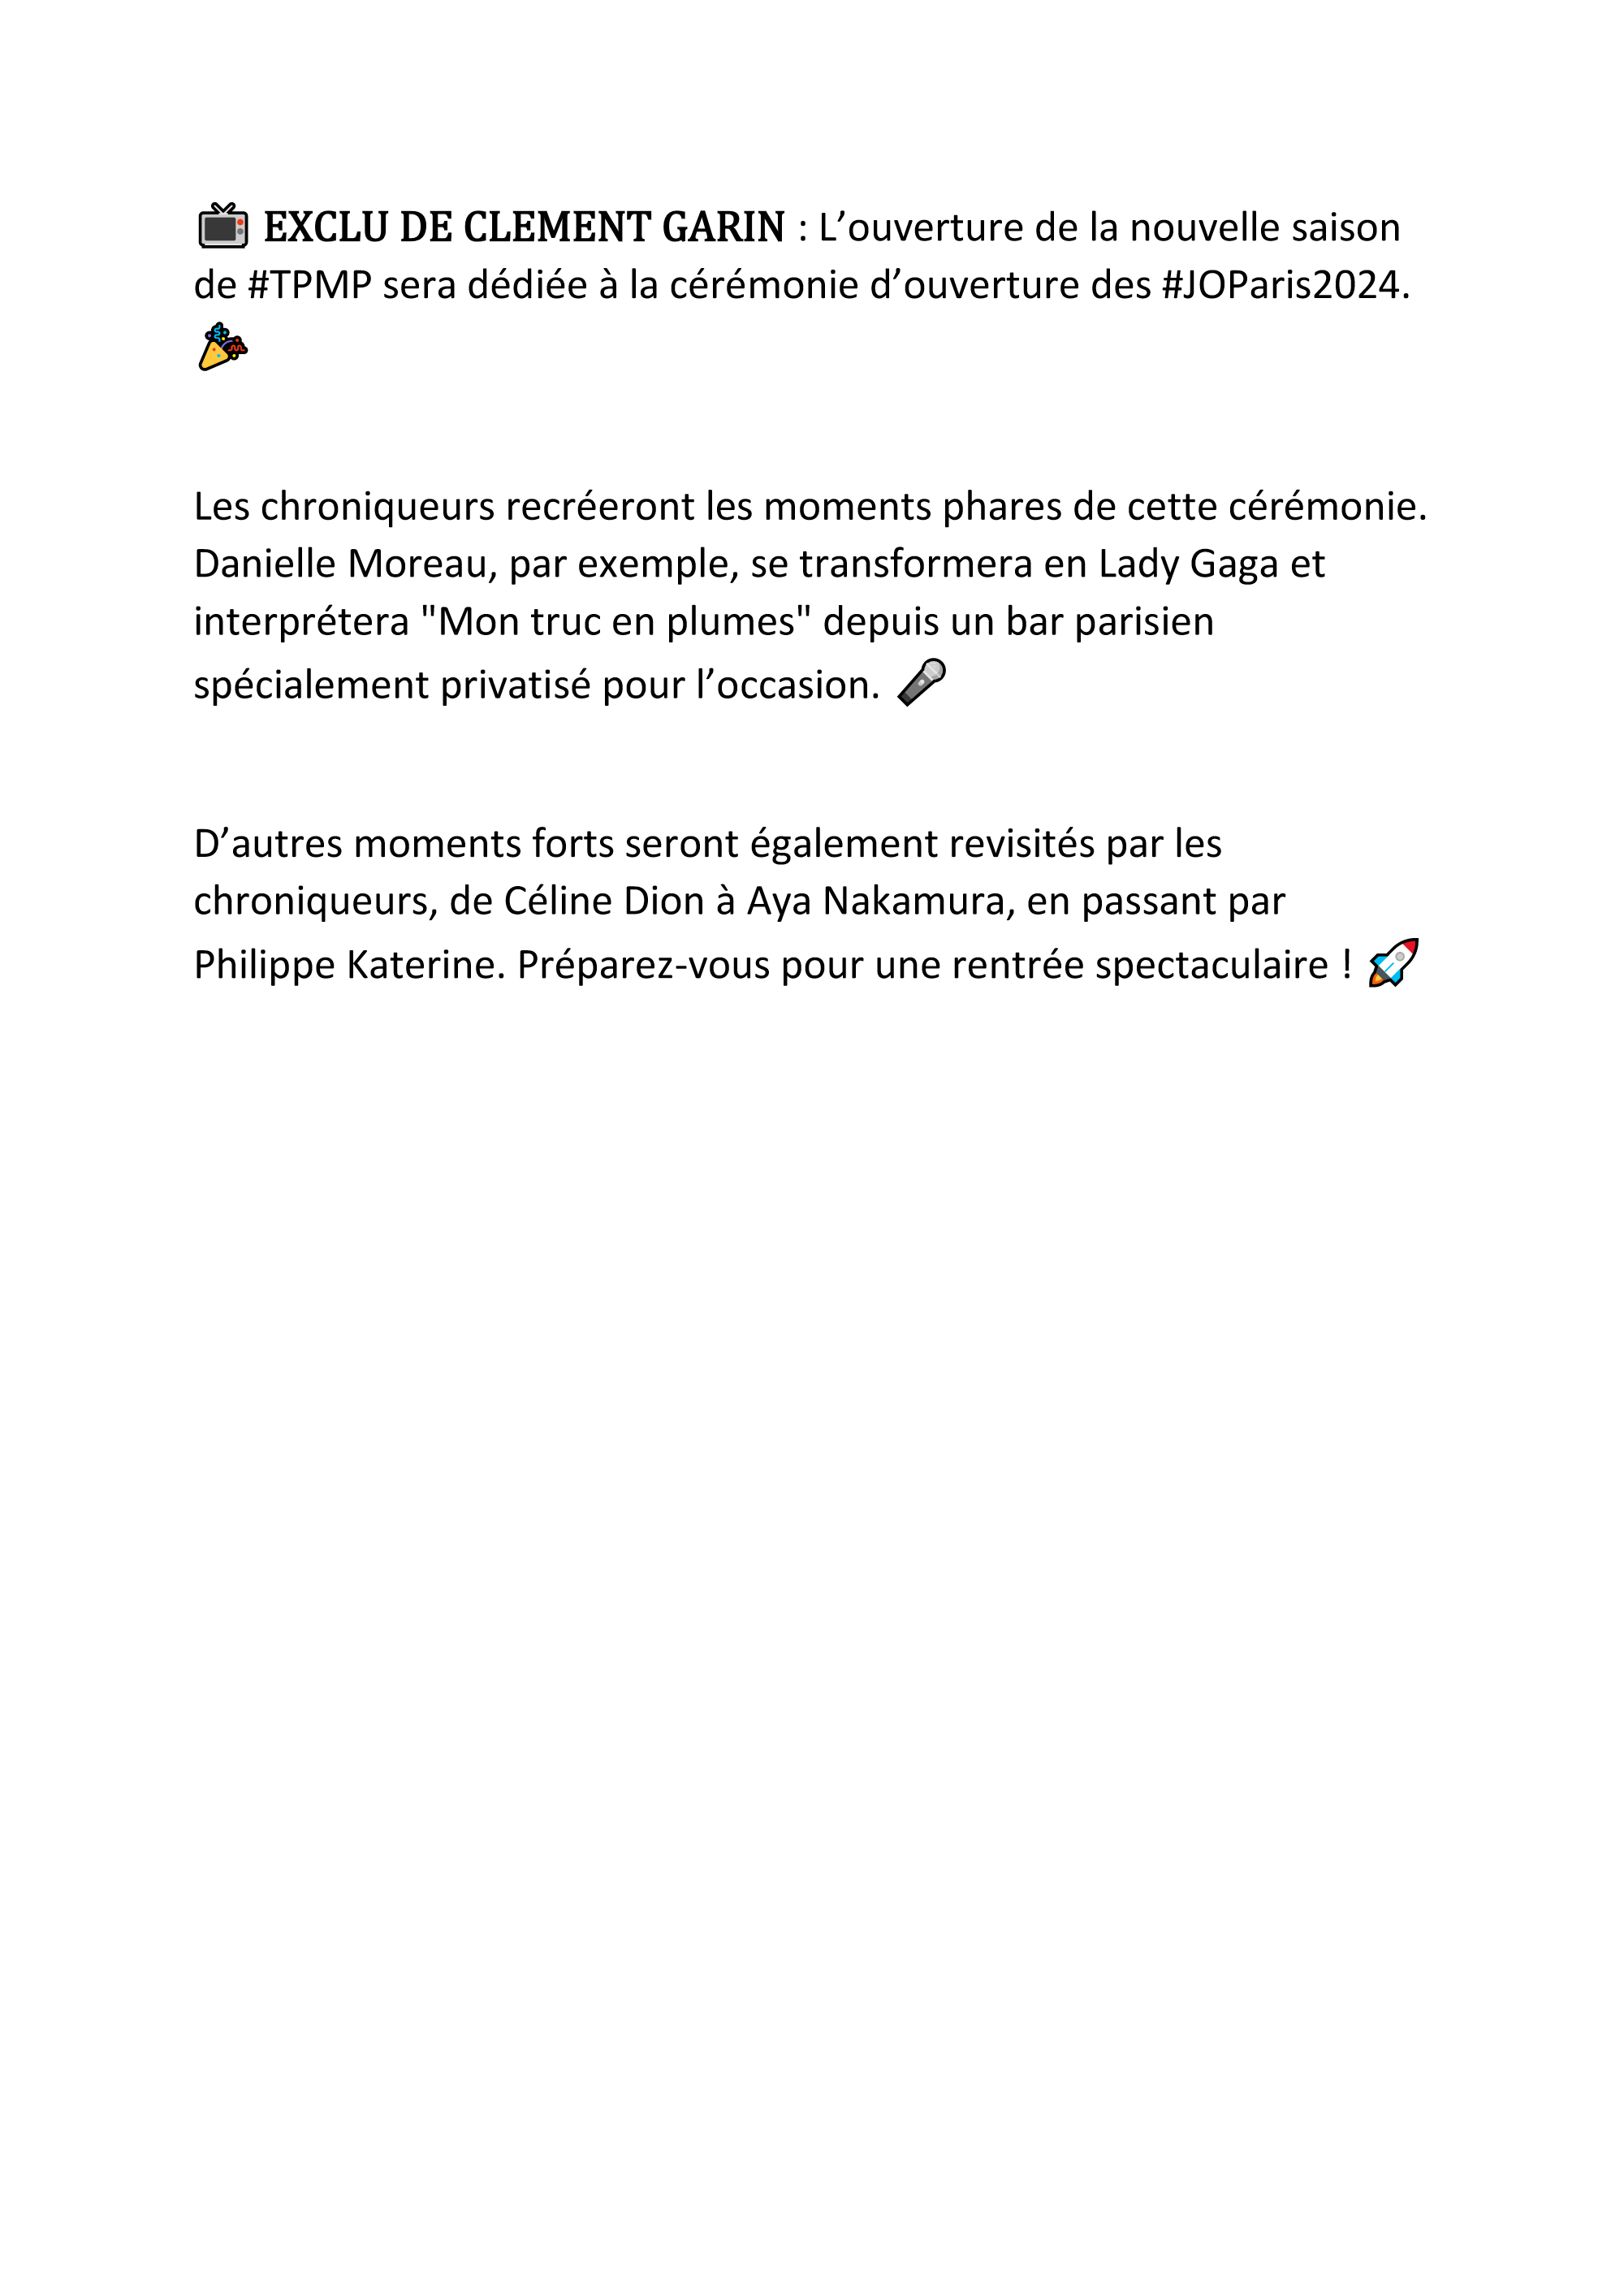 📺 EXCLU DE CLEMENT GARIN : L’ouverture de la nouvelle saison
de #TPMP sera dédiée à la cérémonie d’ouverture des #JOParis2024.
🎉
Les chroniqueurs recréeront les moments phares de cette cérémonie.
Danielle Moreau, par exemple, se transformera en Lady Gaga et
interprétera "Mon truc en plumes" depuis un bar parisien
spécialement privatisé pour l’occasion. 🎤
D’autres moments forts seront également revisités par les
chroniqueurs, de Céline Dion à Aya Nakamura, en passant par
Philippe Katerine. Préparez-vous pour une rentrée spectaculaire ! 🚀